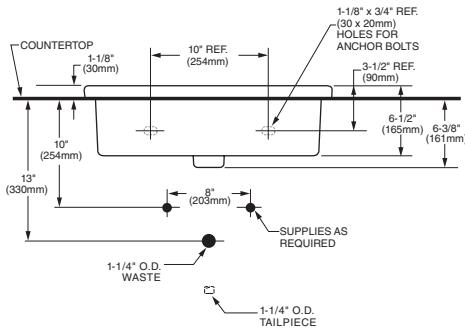 1-1/8" x 3/4" REF.
(30 x 20mm)
HOLES FOR
ANCHOR BOLTS
COUNTERTOP
1-1/8"
(30mm)
10" REF.
(254mm)
3-1/2" REF.
(90mm)
6-1/2"
(165mm)
6-3/8"
(161mm)
10"
(254mm)
13"
(330mm)
8"
(203mm)
SUPPLIES AS
REQUIRED
1-1/4" O.D.
WASTE
1-1/4" O.D.
TAILPIECE